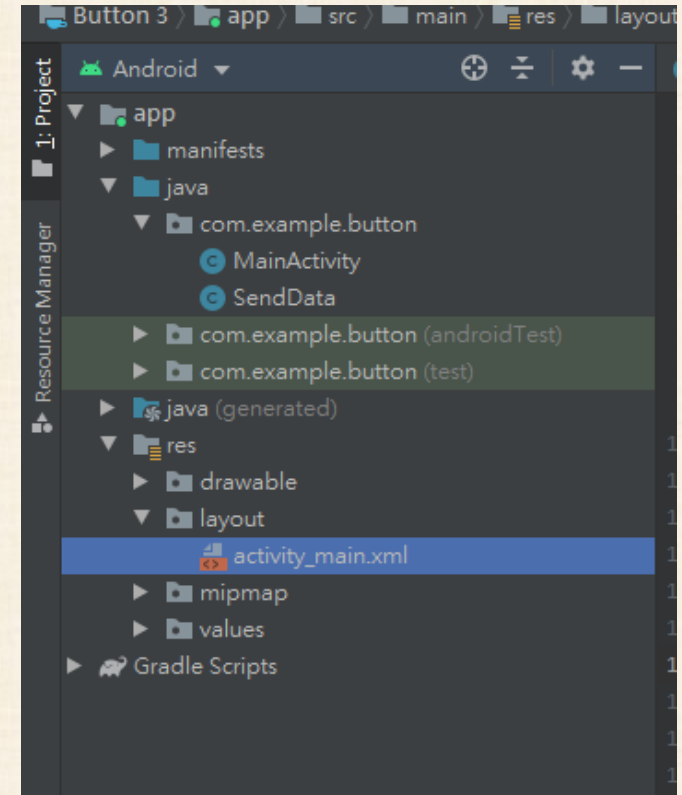 Button 3 app src main res layout
Android
1: Project
Resource Manager
app
manifests
java
com.example.button
MainActivity
SendData
com.example.button (androidTest)
com.example.button (test)
java (generated)
res
drawable
layout
activity_main.xml
mipmap
values
Gradle Scripts